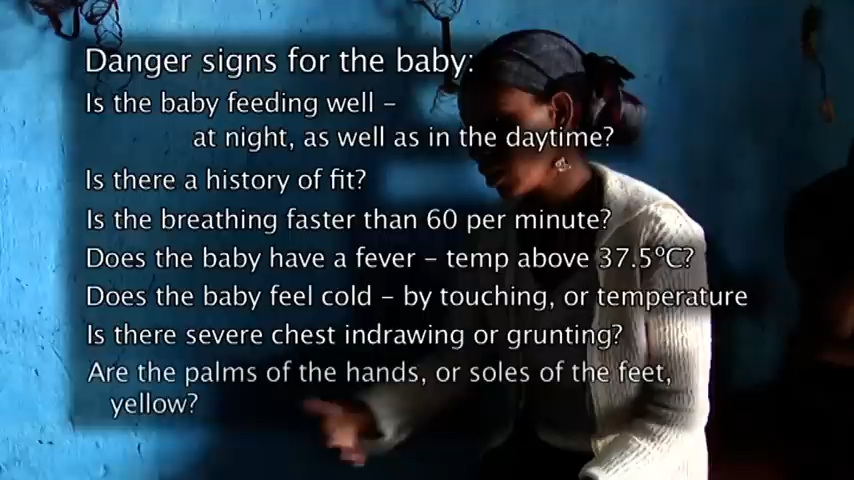 Danger signs for the baby:
Is the baby feeding well –
at night, as well as in the daytime?
Is there a history of fit?
Is the breathing faster than 60 per minute?
Does the baby have a fever – temp above 37.5ºC?
Does the baby feel cold – by touching, or temperature
Is there severe chest indrawing or grunting?
Are the palms of the hands, or soles of the feet,
yellow?